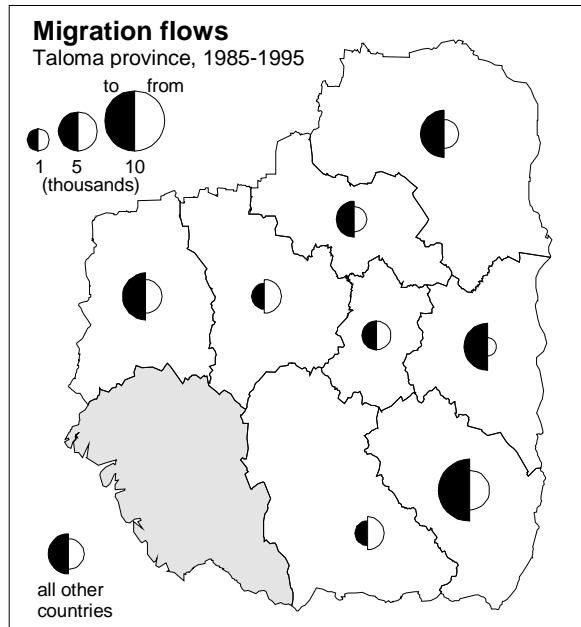 Migration flows
Taloma province, 1985-1995
to from
1 5 10
(thousands)
all other
countries